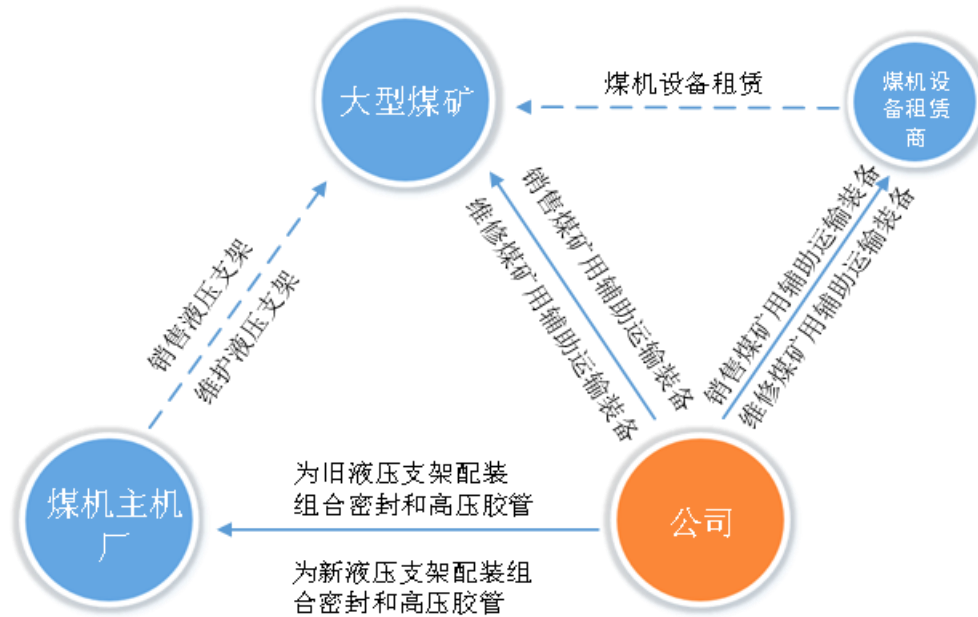 大型煤矿
煤机设备租赁
煤机设
备租赁
商
销售液压支架
维护液压支架
销售煤矿用辅助运输装备
维修煤矿用辅助运输装备
销售煤矿用辅助运输装备
维修煤矿用辅助运输装备
煤机主机
厂
为旧液压支架配装
组合密封和高压胶管
为新液压支架配装组
合密封和高压胶管
公司